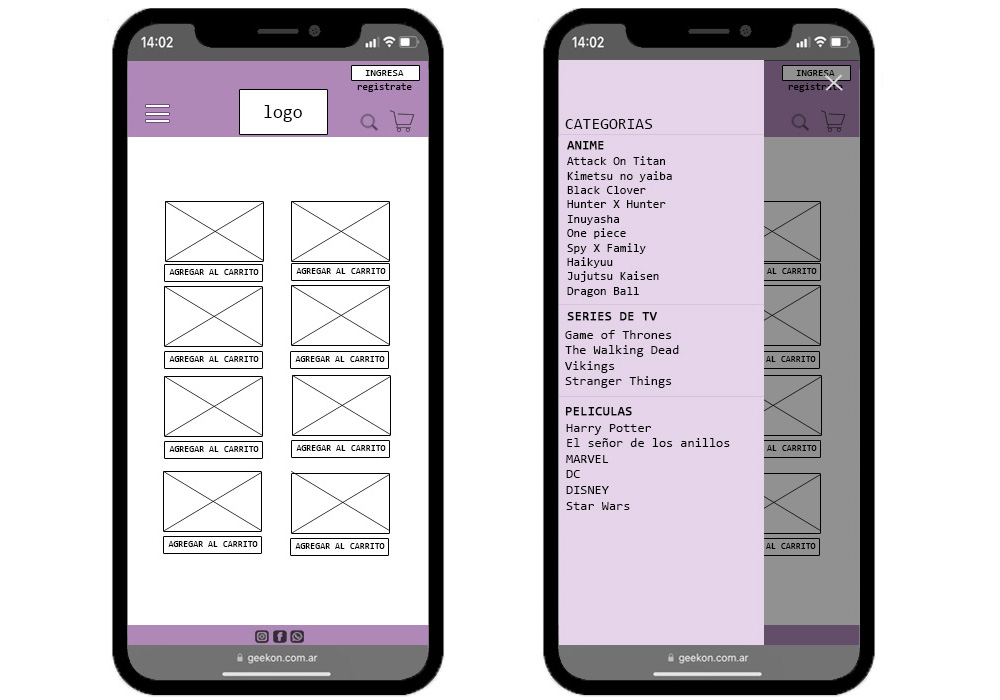 14:02
INGRESA
registrate
logo
AGREGAR AL CARRITO
AGREGAR AL CARRITO
AGREGAR AL CARRITO
AGREGAR AL CARRITO
AGREGAR AL CARRITO
AGREGAR AL CARRITO
AGREGAR AL CARRITO
AGREGAR AL CARRITO
geekon.com.ar
14:02
INGRESA
registrate
CATEGORIAS
ANIME
Attack On Titan
Kimetsu no yaiba
Black Clover
Hunter X Hunter
Inuyasha
One piece
Spy X Family
Haikyuu
Jujutsu Kaisen
Dragon Ball
SERIES DE TV
Game of Thrones
The Walking Dead
Vikings
Stranger Things
PELICULAS
Harry Potter
El señor de los anillos
MARVEL
DC
DISNEY
Star Wars
AL CARRITO
AL CARRITO
AL CARRITO
AL CARRITO
geekon.com.ar